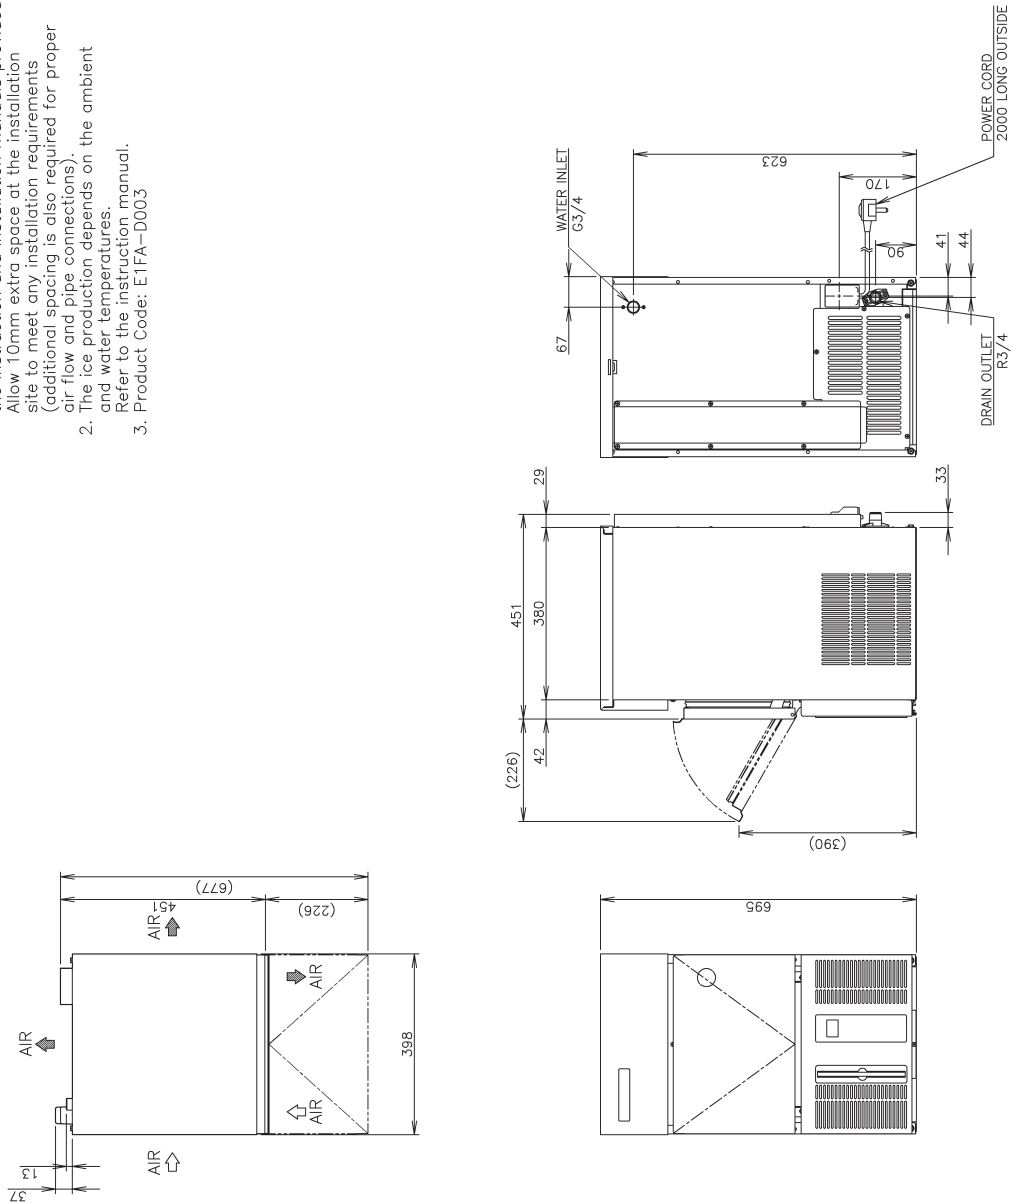 Allow 10mm extra space at the installation
site to meet any installation requirements
(additional spacing is also required for proper
air flow and pipe connections).
2. The ice production depends on the ambient
and water temperatures.
Refer to the instruction manual.
3. Product Code: E1FA-D003
WATER INLET
G3/4
67
623
170
90
POWER CORD
2000 LONG OUTSIDE
41
44
DRAIN OUTLET
R3/4
29
33
451
380
(226)
42
(390)
(677)
451
(226)
AIR
AIR
AIR
AIR
AIR
398
13
37
695